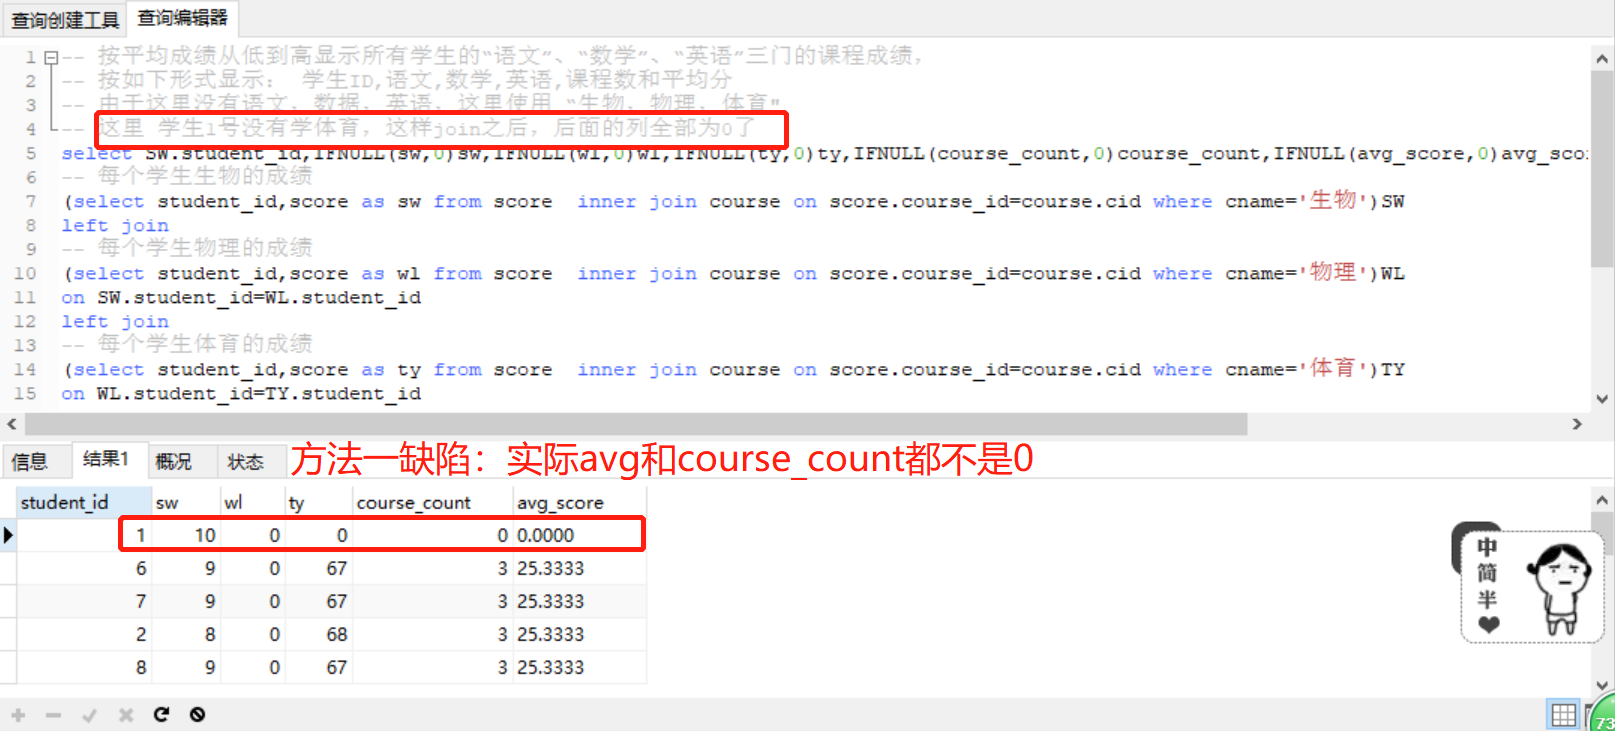 查询创建工具 查询编辑器
1 -- 按平均成绩从低到高显示所有学生的“语文”、“数学”、“英语”三门的课程成绩，
2 -- 按如下形式显示： 学生ID,语文,数学,英语,课程数和平均分
3 -- 由于这里没有语文，数据，英语，这里使用 “生物，物理，体育”
4 -- 这里 学生1号没有学体育，这样join之后，后面的列全部为0了
5 select SW.student_id,IFNULL(sw,0)sw,IFNULL(wl,0)wl,IFNULL(ty,0)ty,IFNULL(course_count,0)course_count,IFNULL(avg_score,0)avg_sco
6 -- 每个学生生物的成绩
7 (select student_id,score as sw from score  inner join course on score.course_id=course.cid where cname='生物')SW
8 left join
9 -- 每个学生物理的成绩
10 (select student_id,score as wl from score  inner join course on score.course_id=course.cid where cname='物理')WL
11 on SW.student_id=WL.student_id
12 left join
13 -- 每个学生体育的成绩
14 (select student_id,score as ty from score  inner join course on score.course_id=course.cid where cname='体育')TY
15 on WL.student_id=TY.student_id
信息 结果1 概况 状态 方法一缺陷：实际avg和course_count都不是0
student_id sw wl ty course_count avg_score
1 10 0 0 0 0.0000
6 9 0 67 3 25.3333
7 9 0 67 3 25.3333
2 8 0 68 3 25.3333
8 9 0 67 3 25.3333
中
简
半
73